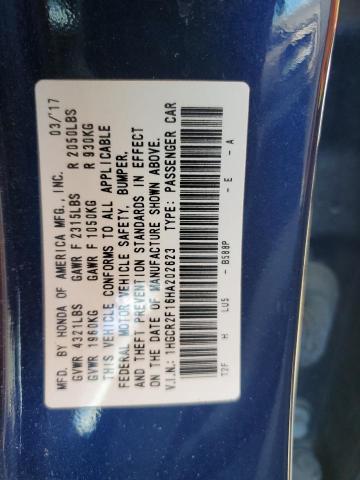 MFD. BY HONDA OF AMERICA MFG., INC. 03/'17
GVWR 4321LBS GAWR F 2315LBS R 2050LBS
GVWR 1960KG GAWR F 1050KG R 930KG
THIS VEHICLE CONFORMS TO ALL APPLICABLE
FEDERAL MOTOR VEHICLE SAFETY, BUMPER,
AND THEFT PREVENTION STANDARDS IN EFFECT
ON THE DATE OF MANUFACTURE SHOWN ABOVE.
V.I.N.: 1HGCR2F16HA202623 TYPE: PASSENGER CAR
T2F H LU5 - B588P - E - A